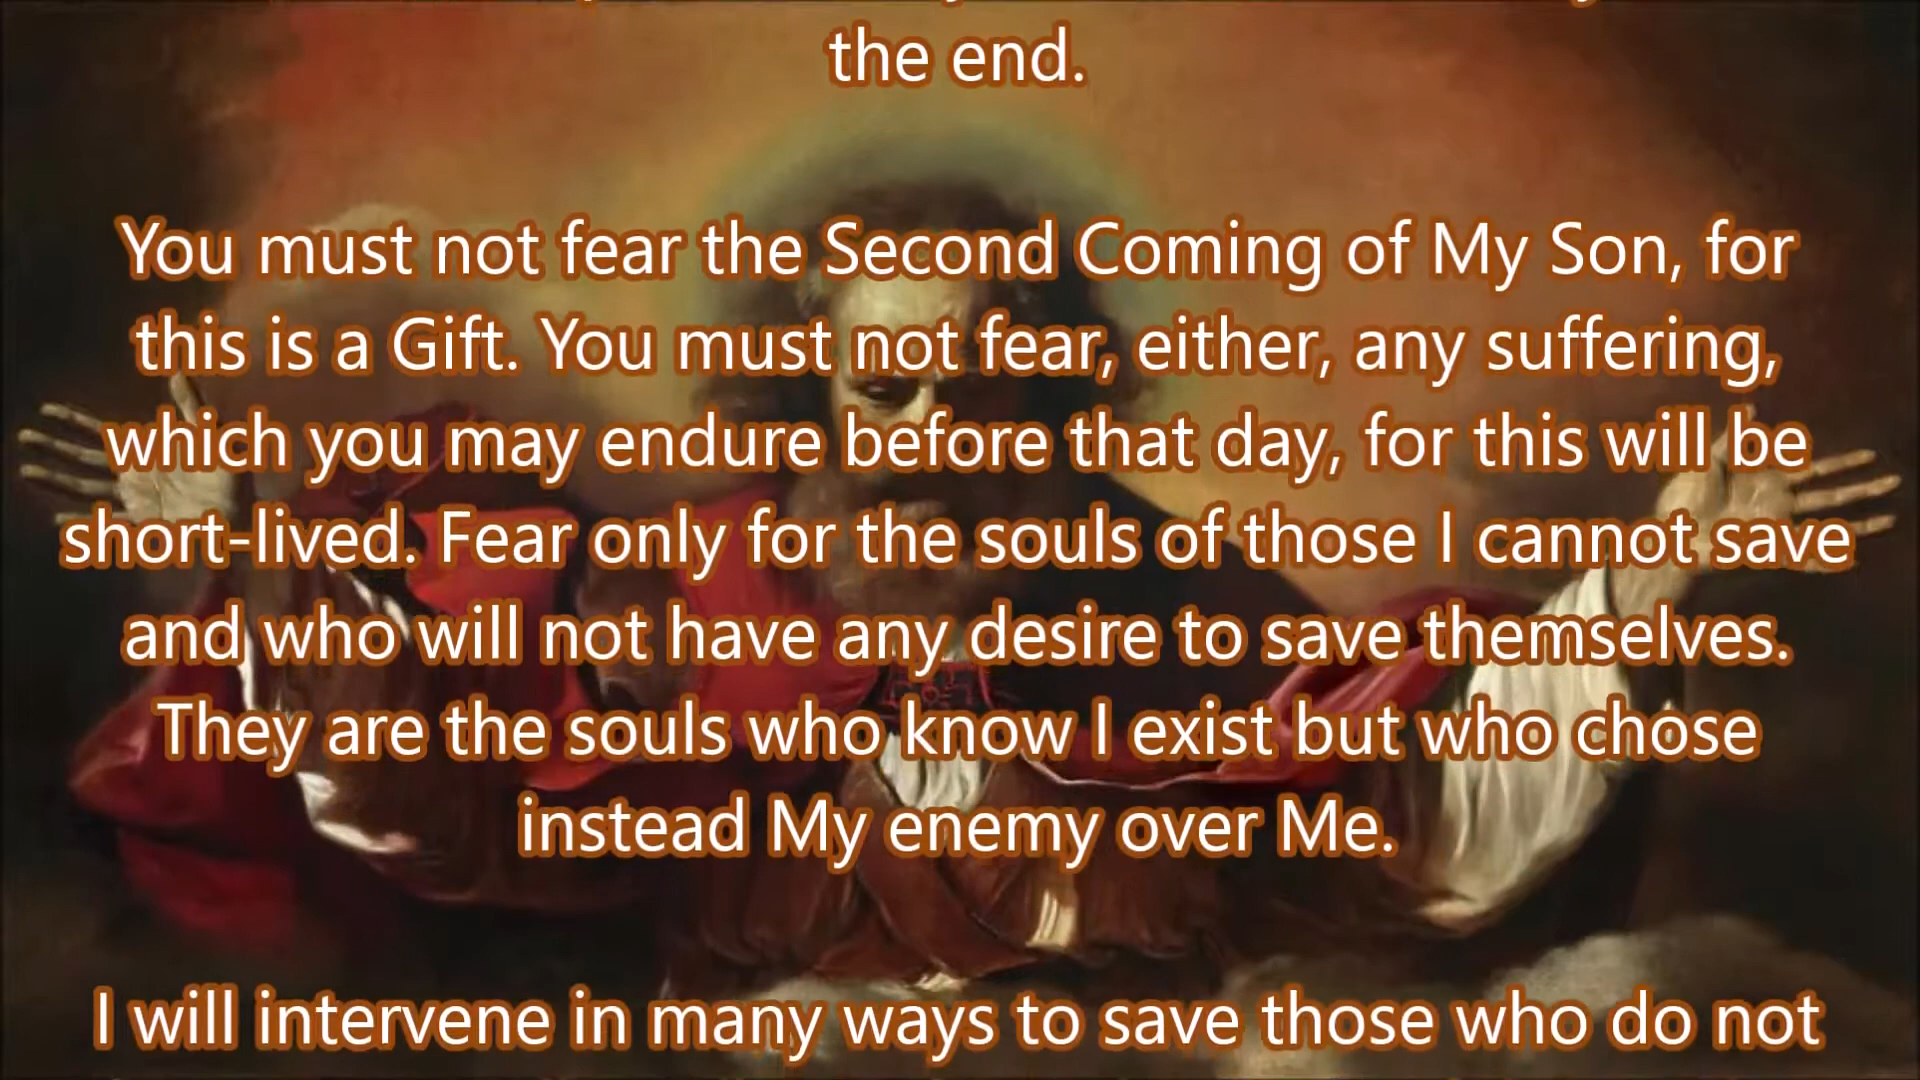 the end.
You must not fear the Second Coming of My Son, for
this is a Gift. You must not fear, either, any suffering,
which you may endure before that day, for this will be
short-lived. Fear only for the souls of those I cannot save
and who will not have any desire to save themselves.
They are the souls who know I exist but who chose
instead My enemy over Me.
I will intervene in many ways to save those who do not